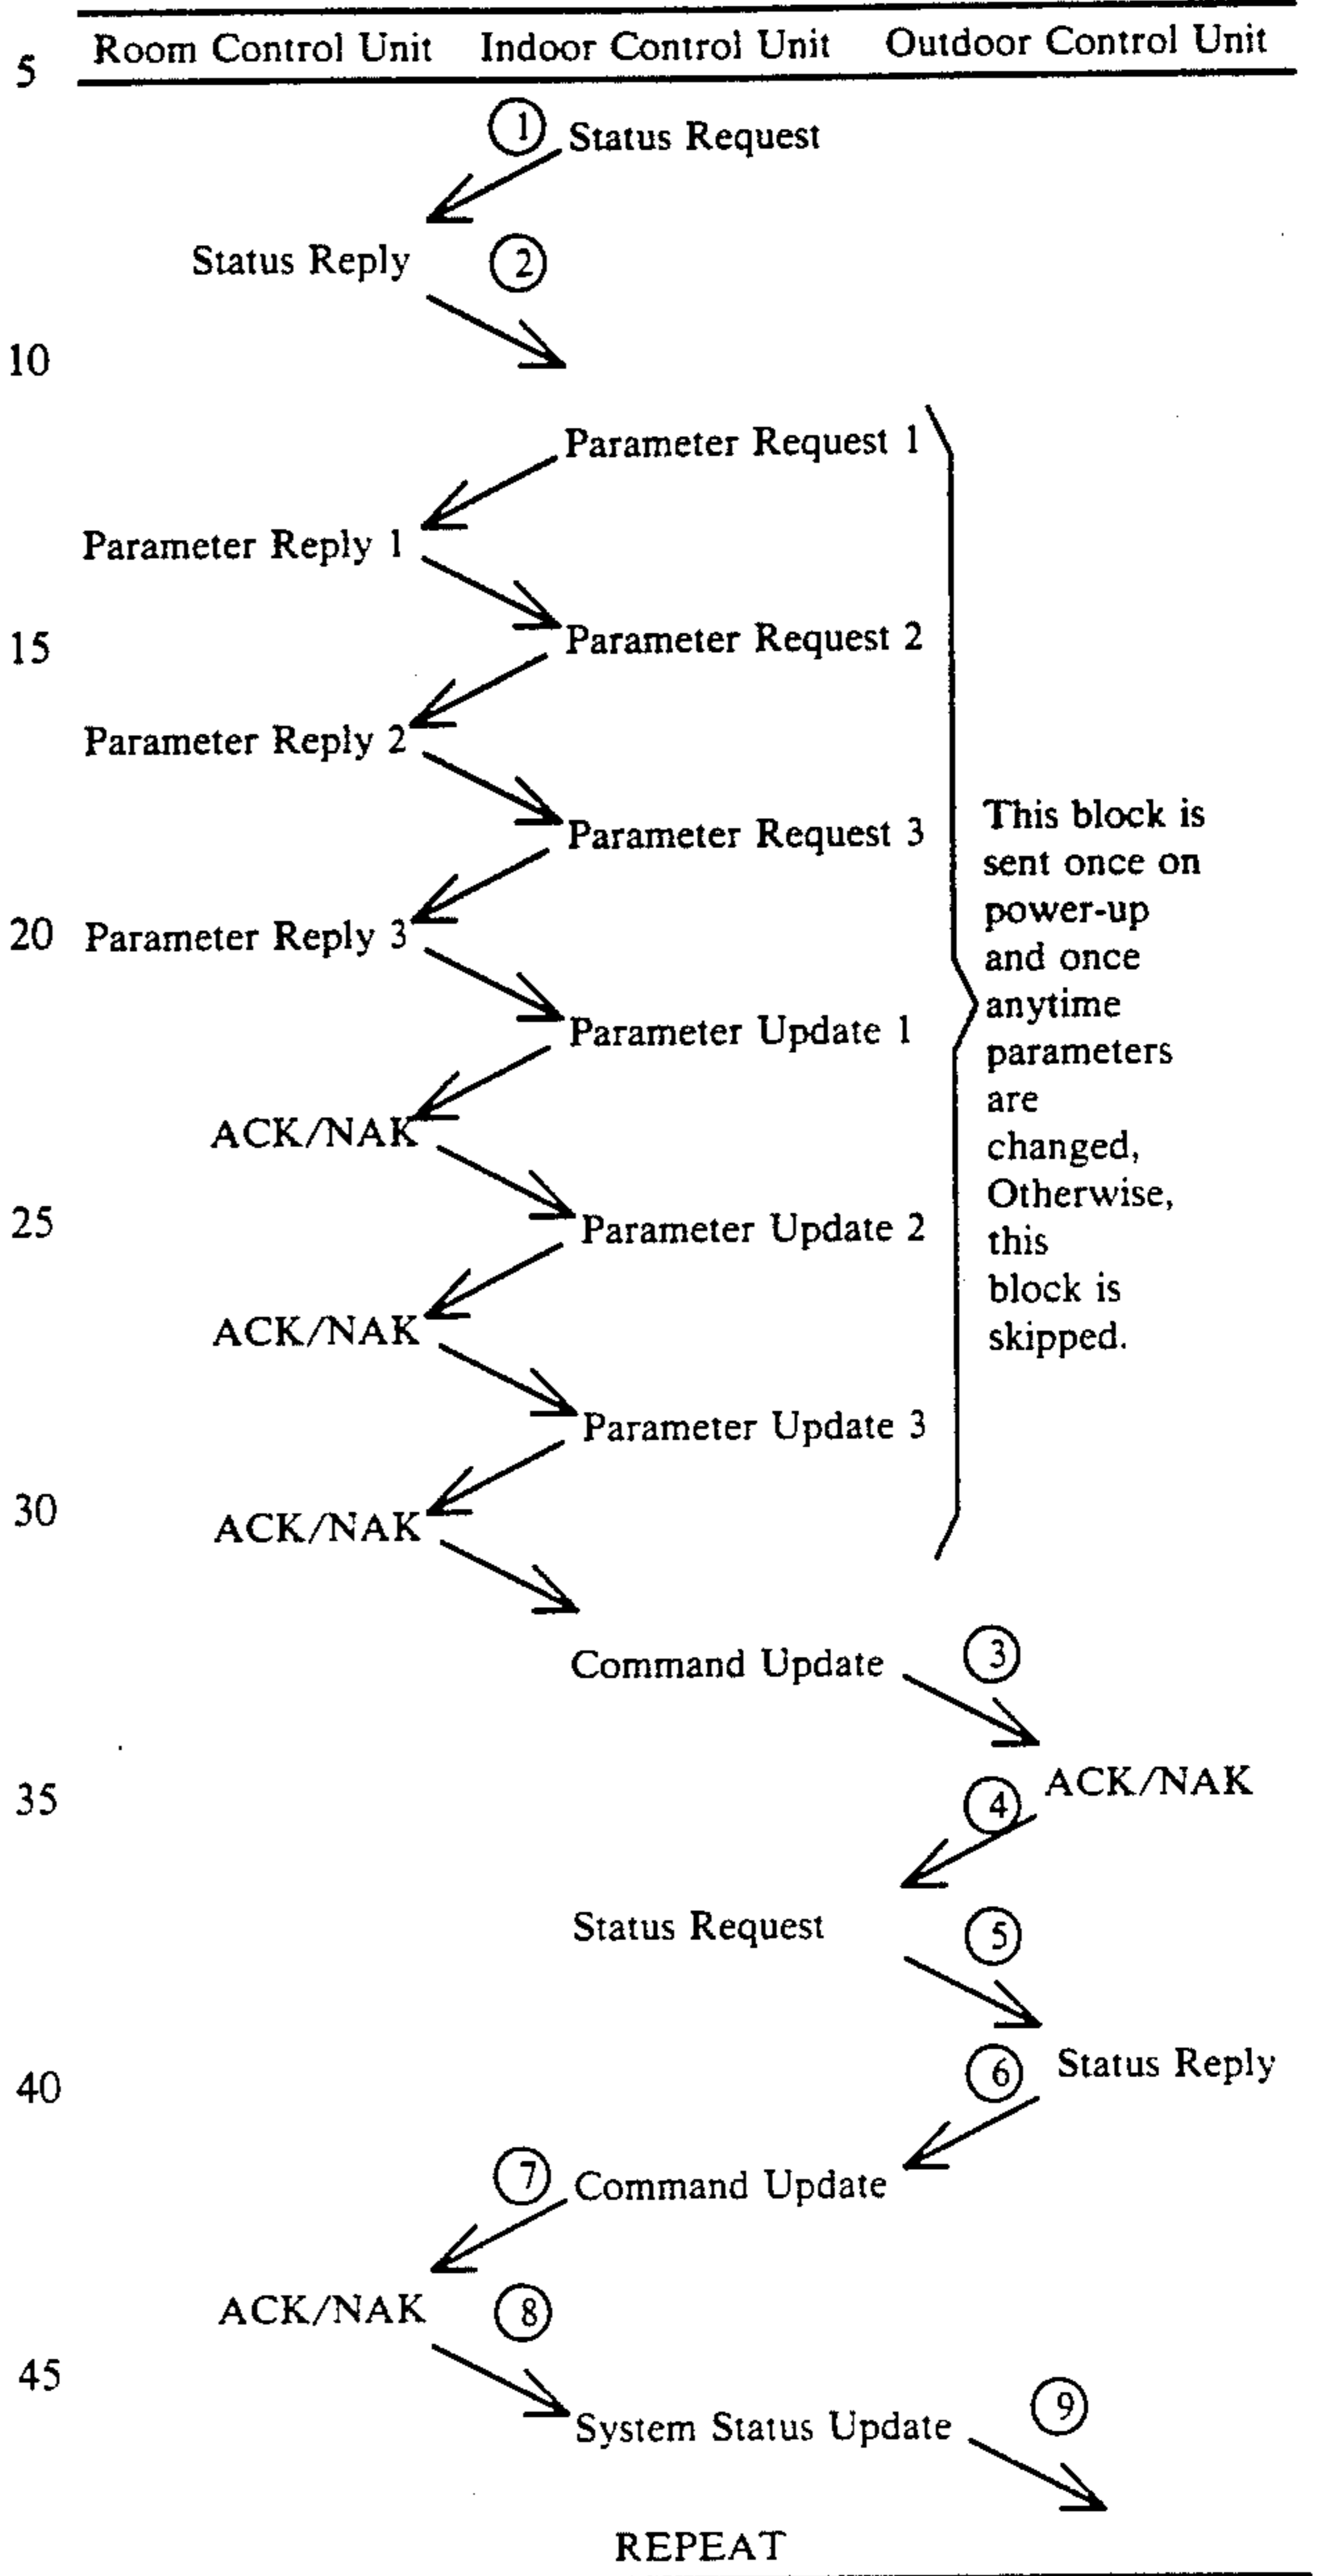 Room Control Unit Indoor Control Unit Outdoor Control Unit
5
① Status Request
Status Reply ②
10
Parameter Request 1
Parameter Reply 1
15 Parameter Request 2
Parameter Reply 2
This block is
Parameter Request 3
sent once on
power-up
20 Parameter Reply 3
and once
anytime
Parameter Update 1
parameters
are
ACK/NAK
changed,
Otherwise,
25 Parameter Update 2
this
block is
ACK/NAK
skipped.
Parameter Update 3
30 ACK/NAK
Command Update ③
ACK/NAK
35 ④
Status Request ⑤
⑥ Status Reply
40
⑦ Command Update
ACK/NAK ⑧
45
⑨
System Status Update
REPEAT